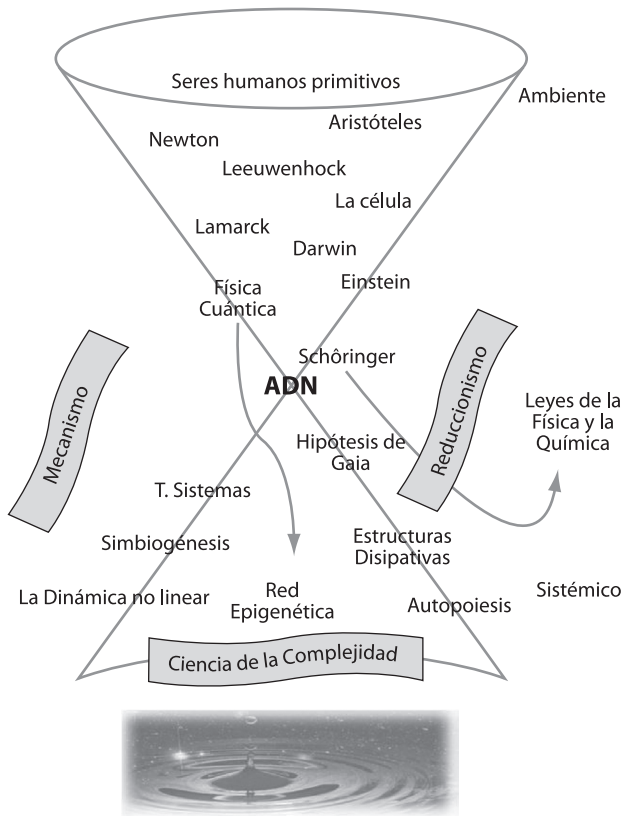 Seres humanos primitivos
Ambiente
Aristóteles
Newton
Leeuwenhock
La célula
Lamarck
Darwin
Einstein
Física
Cuántica
Schôringer
ADN
Mecanismo
Reduccionismo
Leyes de la
Física y la
Química
Hipótesis de
Gaia
T. Sistemas
Simbiogénesis
Estructuras
Disipativas
La Dinámica no linear
Red
Epigenética
Autopoiesis
Sistémico
Ciencia de la Complejidad